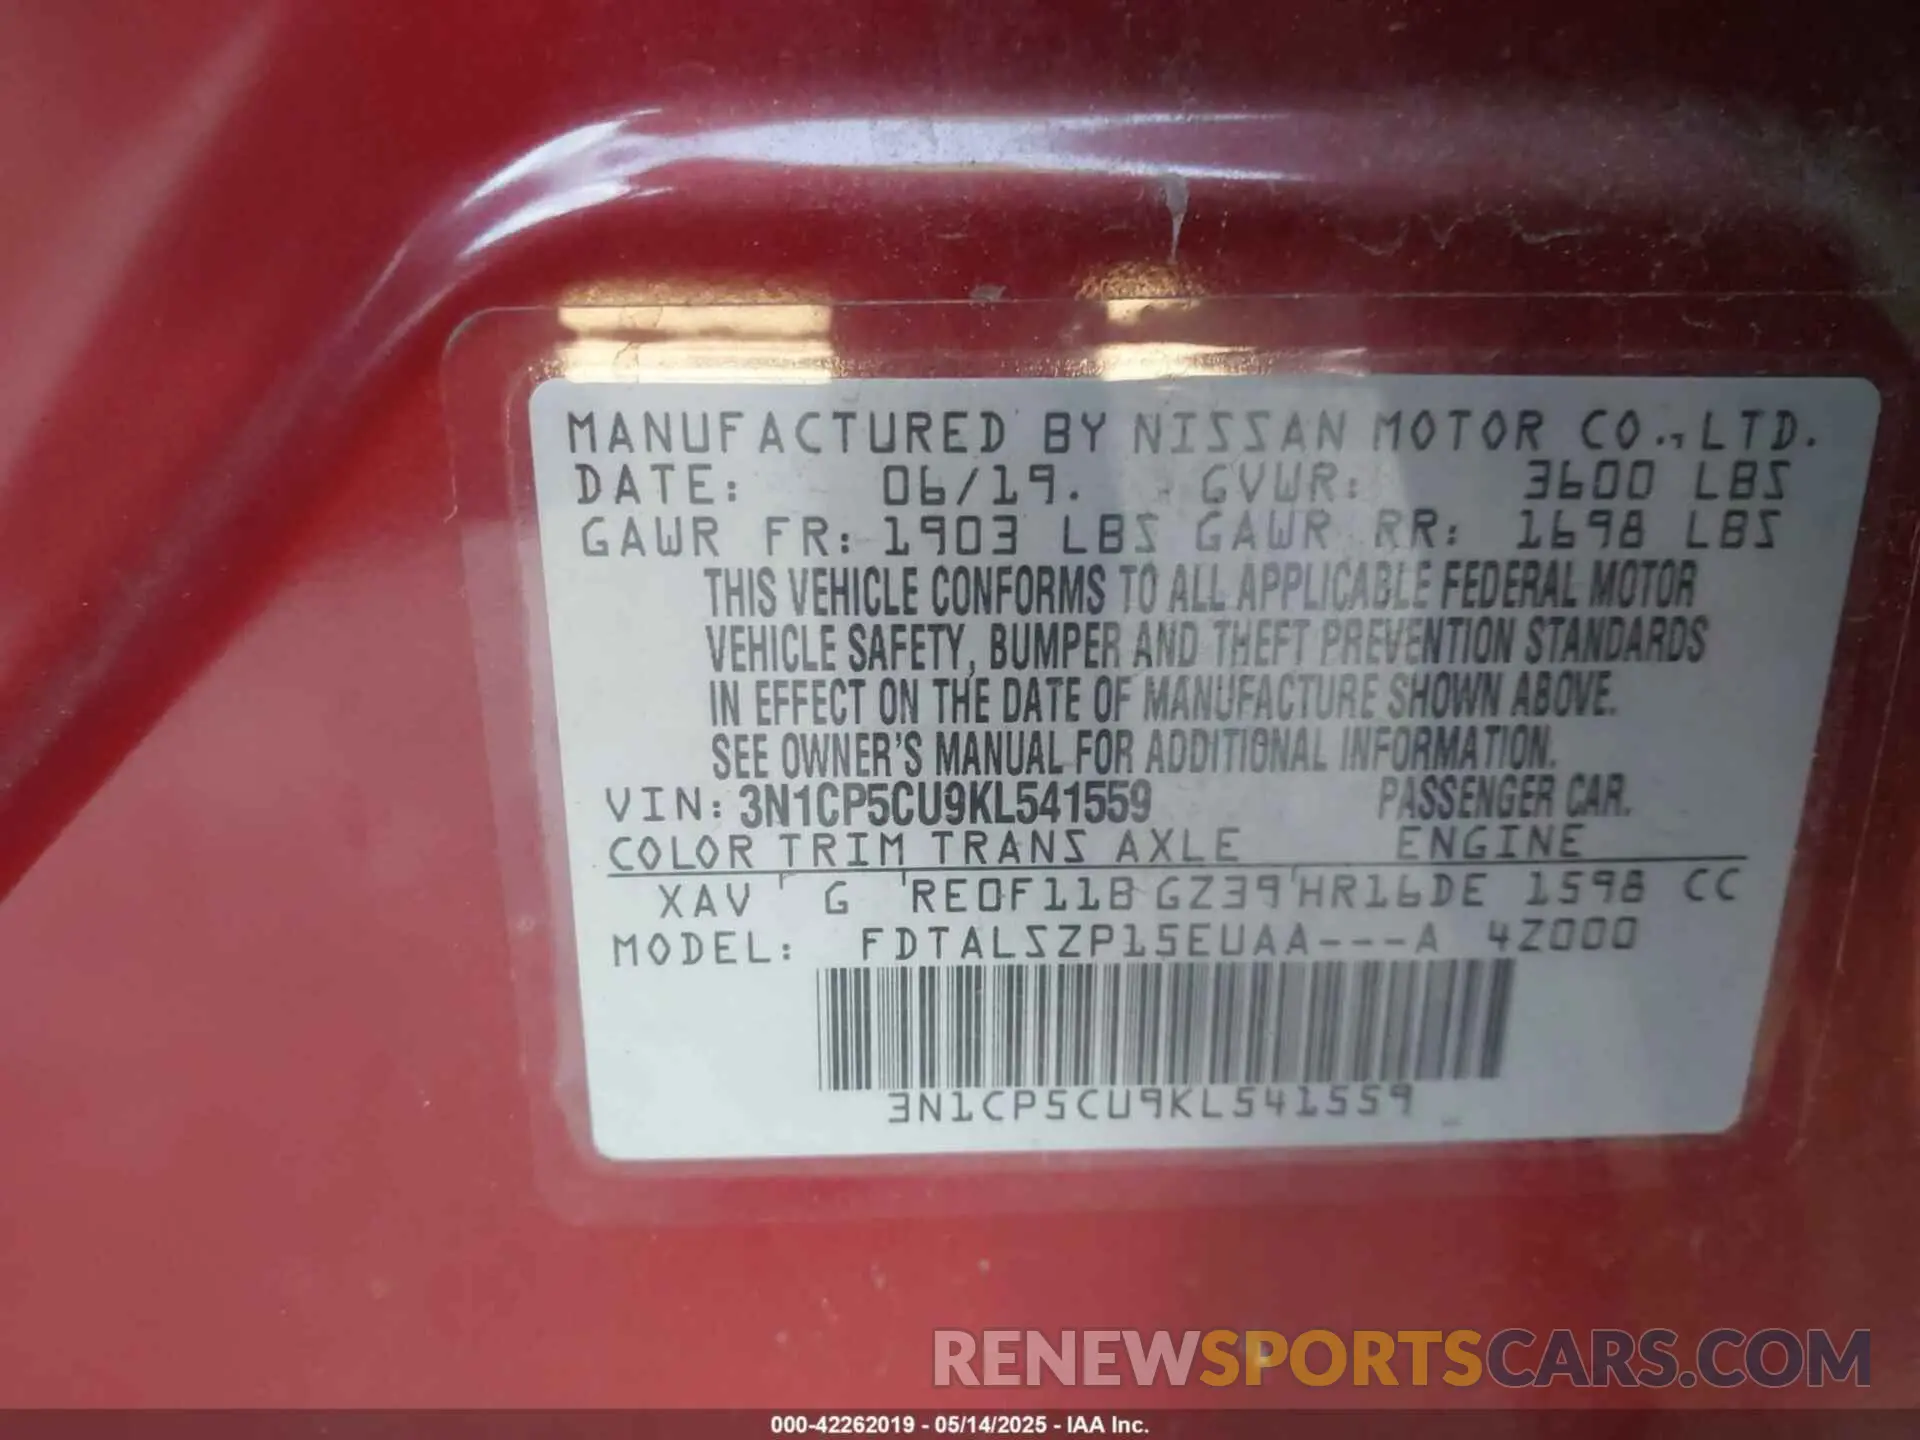 MANUFACTURED BY NISSAN MOTOR CO., LTD.
DATE: 06/19. GVWR: 3600 LBS
GAWR FR: 1903 LBS GAWR RR: 1698 LBS
THIS VEHICLE CONFORMS TO ALL APPLICABLE FEDERAL MOTOR
VEHICLE SAFETY, BUMPER AND THEFT PREVENTION STANDARDS
IN EFFECT ON THE DATE OF MANUFACTURE SHOWN ABOVE.
SEE OWNER'S MANUAL FOR ADDITIONAL INFORMATION.
VIN: 3N1CP5CU9KL541559 PASSENGER CAR.
COLOR TRIM TRANS AXLE ENGINE
XAV G RE0F11B GZ39 HR16DE 1598 CC
MODEL: FDTALSZP15EUAA---A 4Z000
3N1CP5CU9KL541559
RENEWSPORTSCARS.COM
000-42262019 - 05/14/2025 - IAA Inc.